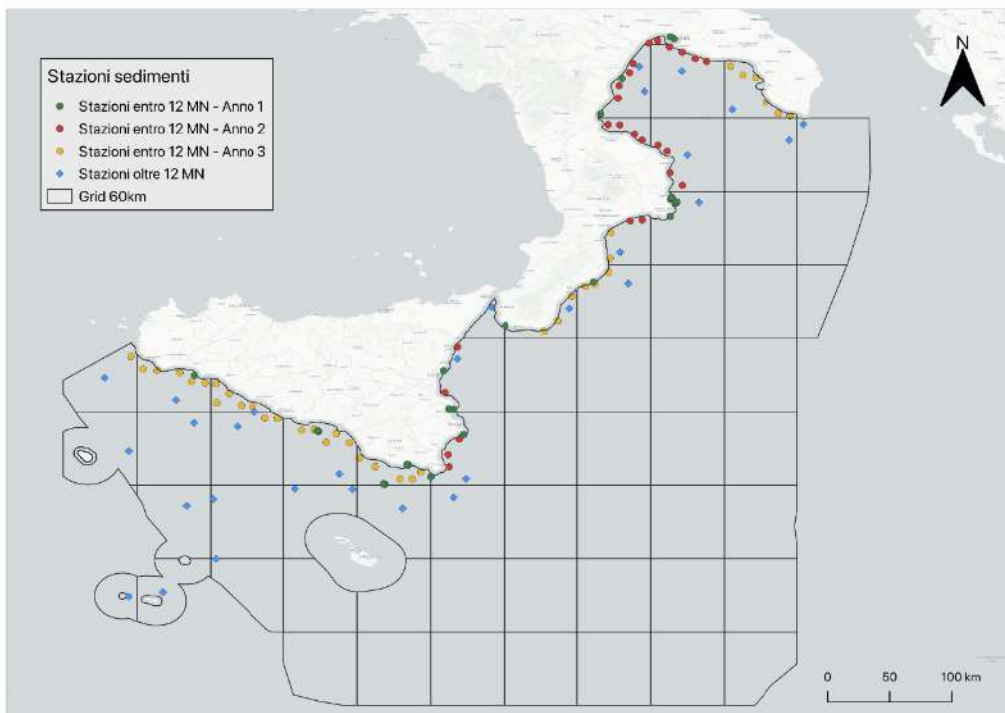 Stazioni sedimenti
Stazioni entro 12 MN - Anno 1
Stazioni entro 12 MN - Anno 2
Stazioni entro 12 MN - Anno 3
Stazioni oltre 12 MN
Grid 60km
N
0 50 100 km